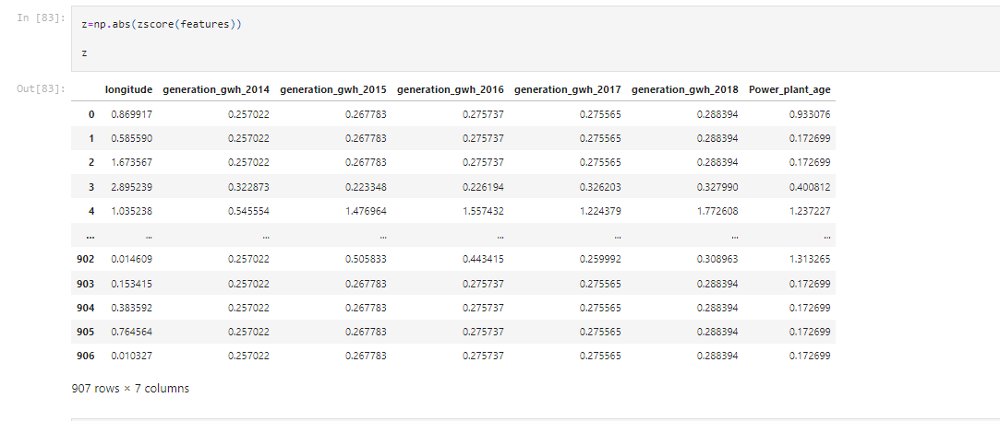 In [83]:
z=np.abs(zscore(features))
z
Out[83]:
longitude generation_gwh_2014 generation_gwh_2015 generation_gwh_2016 generation_gwh_2017 generation_gwh_2018 Power_plant_age
0 0.869917 0.257022 0.267783 0.275737 0.275565 0.288394 0.933076
1 0.585590 0.257022 0.267783 0.275737 0.275565 0.288394 0.172699
2 1.673567 0.257022 0.267783 0.275737 0.275565 0.288394 0.172699
3 2.895239 0.322873 0.223348 0.226194 0.326203 0.327990 0.400812
4 1.035238 0.545554 1.476964 1.557432 1.224379 1.772608 1.237227
... ... ... ... ... ... ... ...
902 0.014609 0.257022 0.505833 0.443415 0.259992 0.308963 1.313265
903 0.153415 0.257022 0.267783 0.275737 0.275565 0.288394 0.172699
904 0.383592 0.257022 0.267783 0.275737 0.275565 0.288394 0.172699
905 0.764564 0.257022 0.267783 0.275737 0.275565 0.288394 0.172699
906 0.010327 0.257022 0.267783 0.275737 0.275565 0.288394 0.172699
907 rows × 7 columns